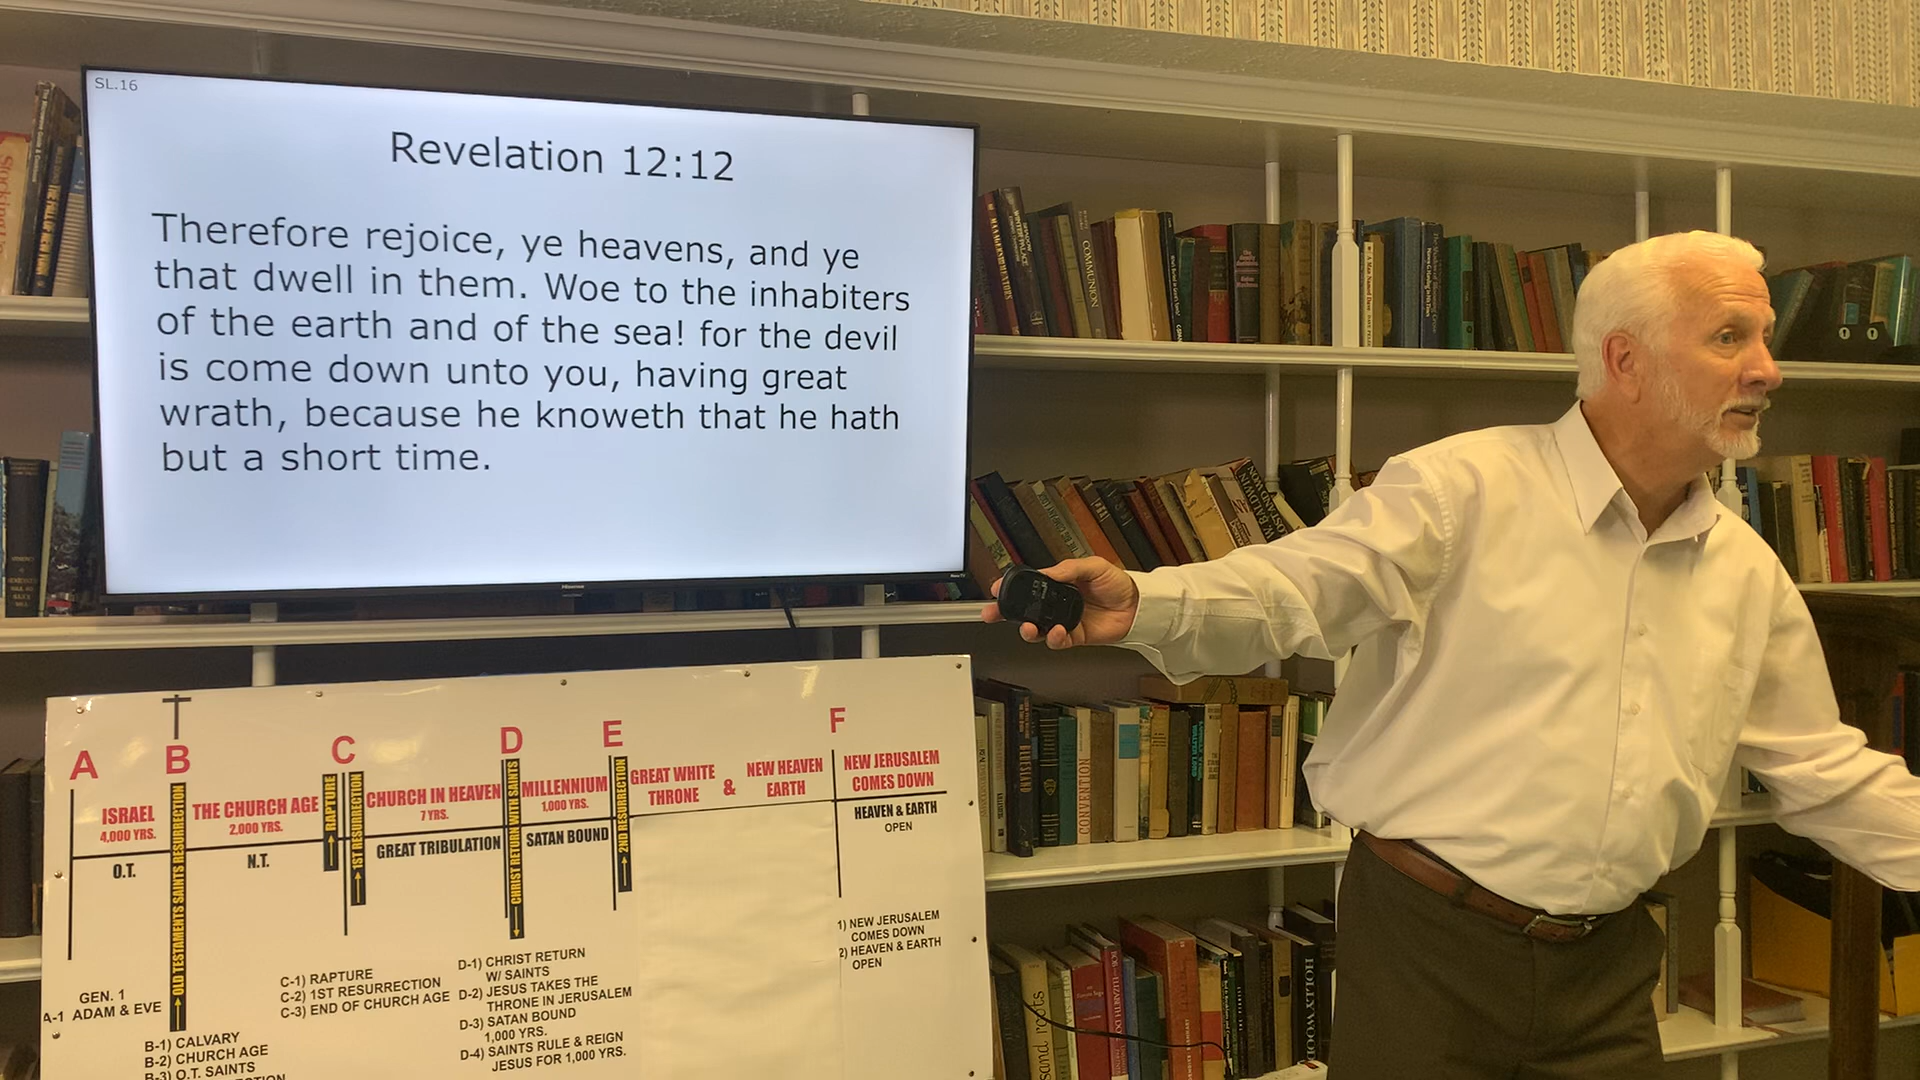 SL.16
Revelation 12:12
Therefore rejoice, ye heavens, and ye
that dwell in them. Woe to the inhabiters
of the earth and of the sea! for the devil
is come down unto you, having great
wrath, because he knoweth that he hath
but a short time.
Hisense
A
B
C
D
E
F
ISRAEL
4,000 YRS.
O.T.
OLD TESTAMENTS SAINTS RESURRECTION
THE CHURCH AGE
2,000 YRS.
N.T.
RAPTURE
1ST RESURRECTION
CHURCH IN HEAVEN
7 YRS.
GREAT TRIBULATION
CHRIST RETURN WITH SAINTS
MILLENNIUM
1,000 YRS.
SATAN BOUND
2ND RESURRECTION
GREAT WHITE
THRONE
&
NEW HEAVEN
EARTH
NEW JERUSALEM
COMES DOWN
HEAVEN & EARTH
OPEN
GEN. 1
A-1 ADAM & EVE
B-1) CALVARY
B-2) CHURCH AGE
B-3) O.T. SAINTS
C-1) RAPTURE
C-2) 1ST RESURRECTION
C-3) END OF CHURCH AGE
D-1) CHRIST RETURN
W/ SAINTS
D-2) JESUS TAKES THE
THRONE IN JERUSALEM
D-3) SATAN BOUND
1,000 YRS.
D-4) SAINTS RULE & REIGN
JESUS FOR 1,000 YRS.
1) NEW JERUSALEM
COMES DOWN
2) HEAVEN & EARTH
OPEN
COMMUNION
BALDWIN
CONVENTION
HOLLYWOOD
sand roots